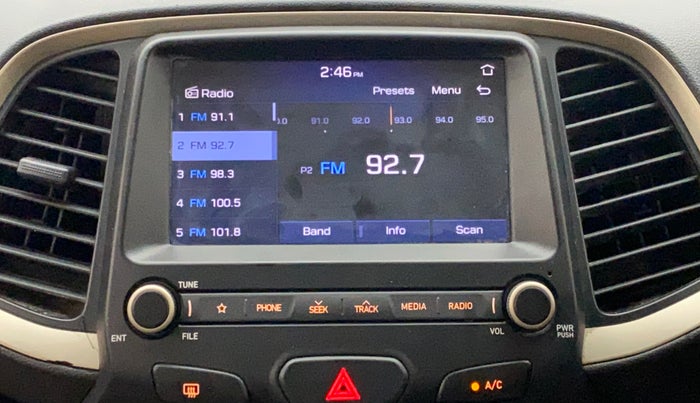 2:46 PM
Radio Presets Menu
1 FM 91.1
.0 91.0 92.0 93.0 94.0 95.0
2 FM 92.7
P2 FM 92.7
3 FM 98.3
4 FM 100.5
5 FM 101.8
Band Info Scan
TUNE
PHONE SEEK TRACK MEDIA RADIO
ENT FILE VOL PWR PUSH
A/C